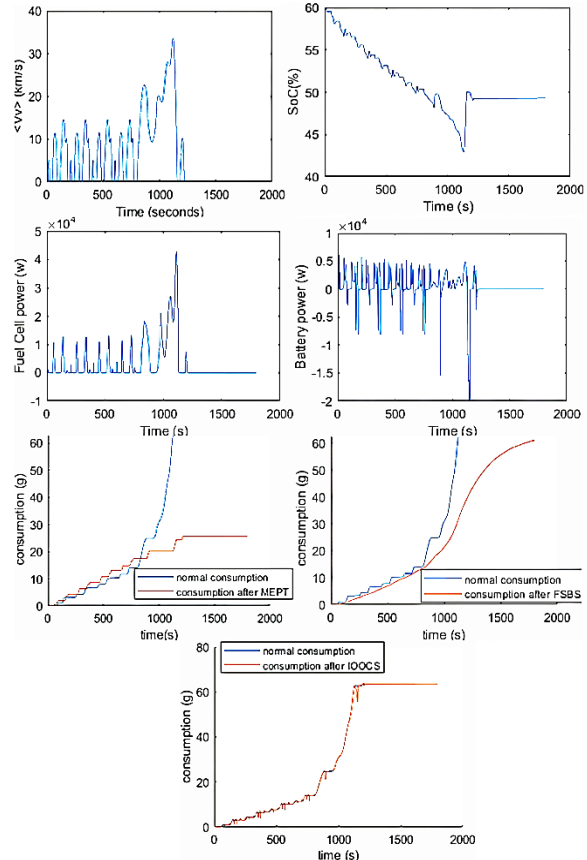 <Vv> (km/s)
40
30
20
10
0
0 500 1000 1500 2000
Time (seconds)
SoC(%)
60
55
50
45
40
0 500 1000 1500 2000
Time (s)
Fuel Cell power (w)
×10⁴
5
4
3
2
1
0
-1
0 500 1000 1500 2000
Time (s)
Battery power (w)
×10⁴
1
0.5
0
-0.5
-1
-1.5
-2
0 500 1000 1500 2000
Time (s)
consumption (g)
60
50
40
30
20
10
0
0 500 1000 1500 2000
time(s)
normal consumption
consumption after MEPT
consumption (g)
60
50
40
30
20
10
0
0 500 1000 1500 2000
time (s)
normal consumption
consumption after FSBS
normal consumption
consumption after IOOCS
consumption (g)
80
60
40
20
0
0 500 1000 1500 2000
time (s)